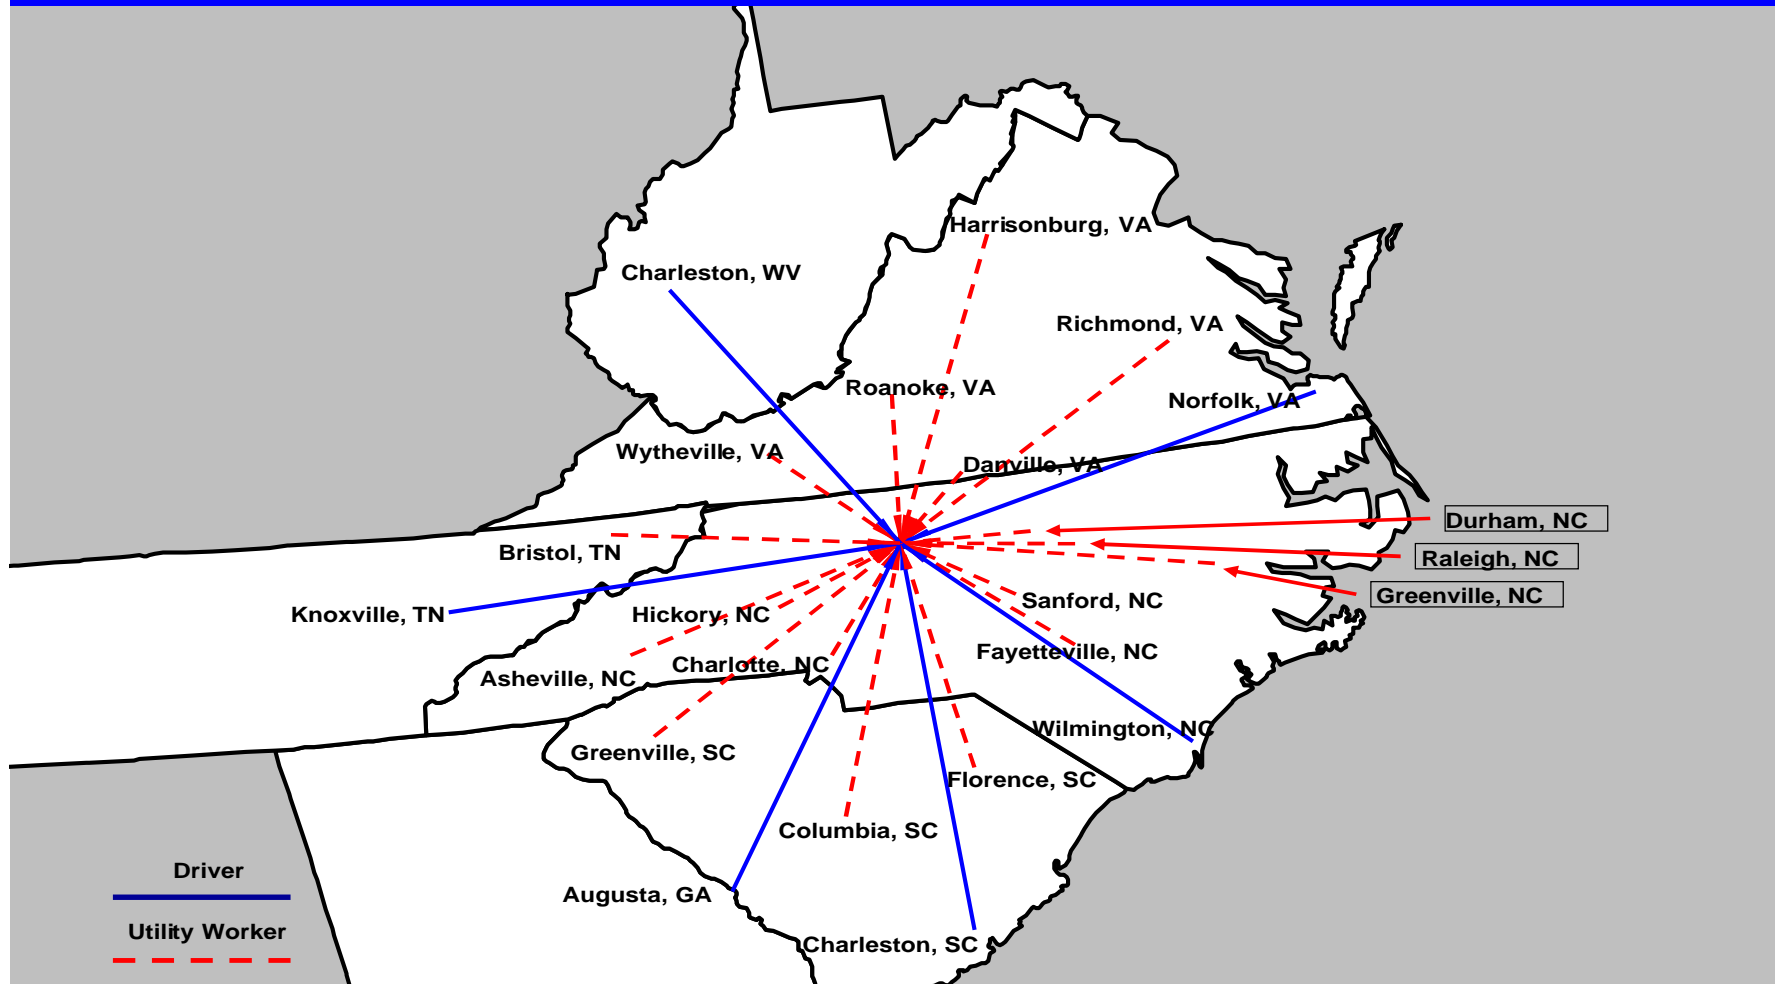 Harrisonburg, VA
Charleston, WV
Richmond, VA
Roanoke, VA
Norfolk, VA
Wytheville, VA
Danville, VA
Durham, NC
Bristol, TN
Raleigh, NC
Greenville, NC
Sanford, NC
Knoxville, TN
Hickory, NC
Fayetteville, NC
Charlotte, NC
Asheville, NC
Wilmington, NC
Greenville, SC
Florence, SC
Columbia, SC
Driver
Augusta, GA
Utility Worker
Charleston, SC